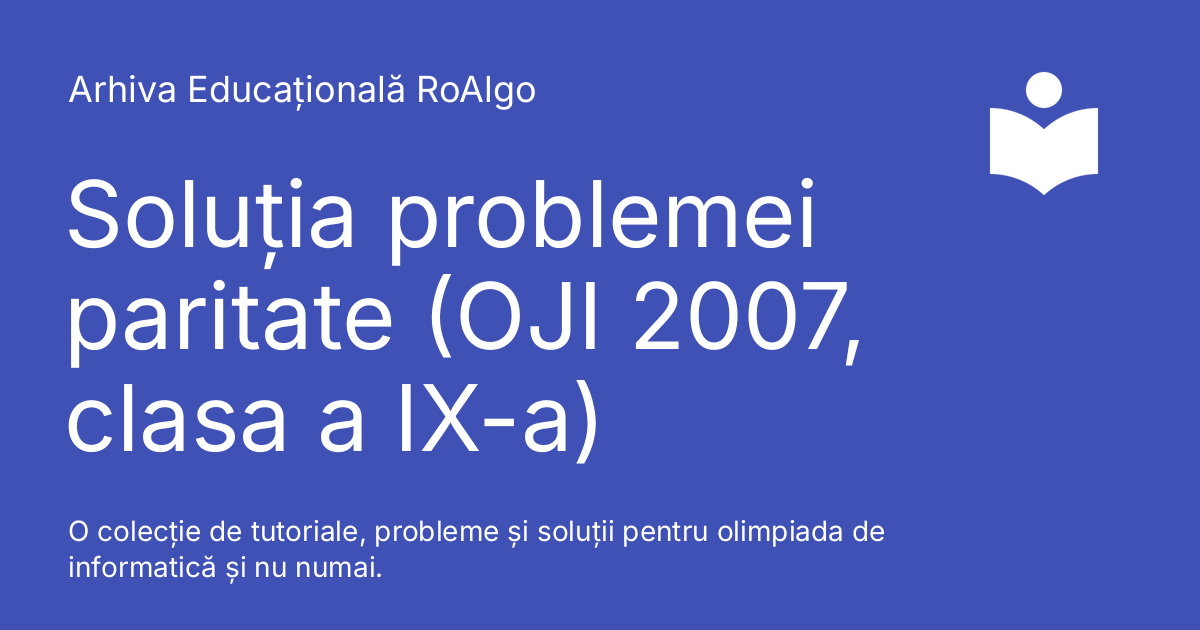 Arhiva Educațională RoAlgo
Soluția problemei
paritate (OJI 2007,
clasa a IX-a)
O colecție de tutoriale, probleme și soluții pentru olimpiada de
informatică și nu numai.